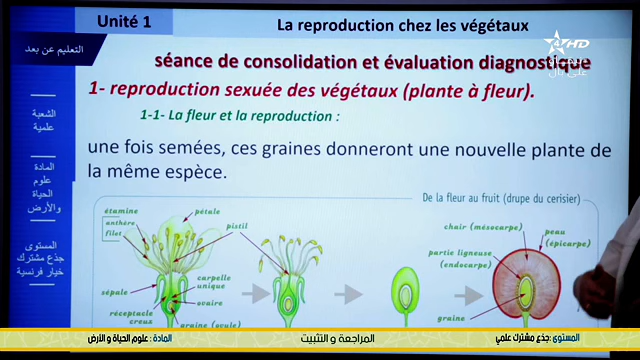 Unité 1
La reproduction chez les végétaux
التعليم عن بعد
HD
séance de consolidation et évaluation diagnostique
1- reproduction sexuée des végétaux (plante à fleur).
1-1- La fleur et la reproduction :
une fois semées, ces graines donneront une nouvelle plante de
la même espèce.
الشعبة
علمية
المادة
علوم
الحياة
والأرض
المستوى
جذع مشترك
خيار فرنسية
De la fleur au fruit (drupe du cerisier)
étamine
anthère
filet
pétale
pistil
sépale
réceptacle
creux
carpelle
unique
ovaire
graine (ovule)
chair (mésocarpe)
peau
(épicarpe)
partie ligneuse
(endocarpe)
graine
المادة : علوم الحياة و الأرض
المراجعة و التثبيت
المستوى :جذع مشترك علمي